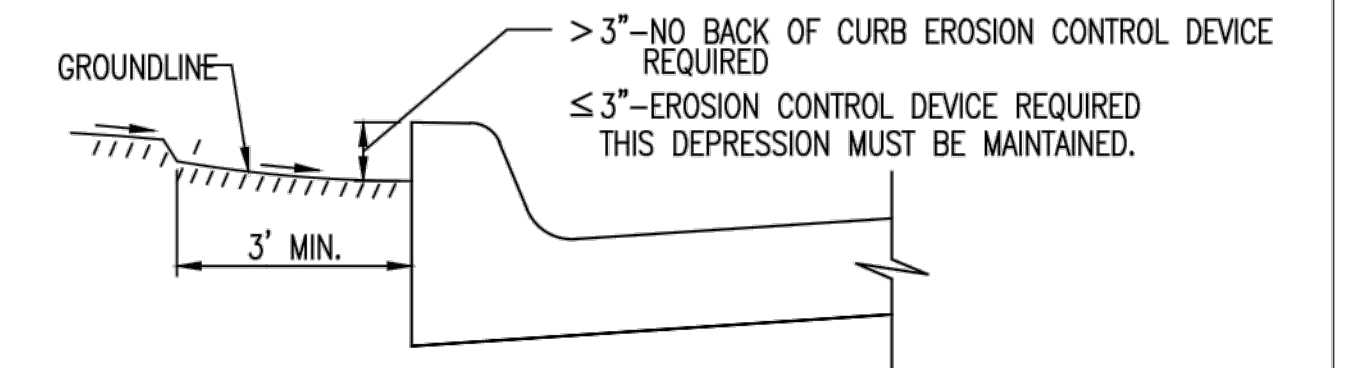 > 3"-NO BACK OF CURB EROSION CONTROL DEVICE
REQUIRED
GROUNDLINE
≤ 3"-EROSION CONTROL DEVICE REQUIRED
THIS DEPRESSION MUST BE MAINTAINED.
3' MIN.